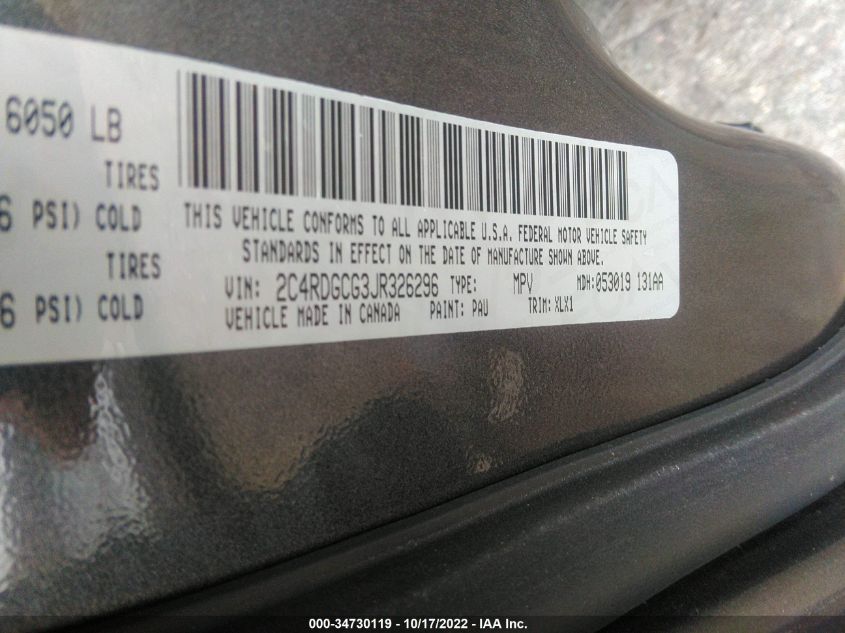 6050 LB
TIRES
6 PSI) COLD
TIRES
6 PSI) COLD
THIS VEHICLE CONFORMS TO ALL APPLICABLE U.S.A. FEDERAL MOTOR VEHICLE SAFETY
STANDARDS IN EFFECT ON THE DATE OF MANUFACTURE SHOWN ABOVE.
VIN: 2C4RDGCG3JR326296 TYPE: MPV MDH:053019 131AA
VEHICLE MADE IN CANADA PAINT: PAU TRIM: XLX1
000-34730119 - 10/17/2022 - IAA Inc.